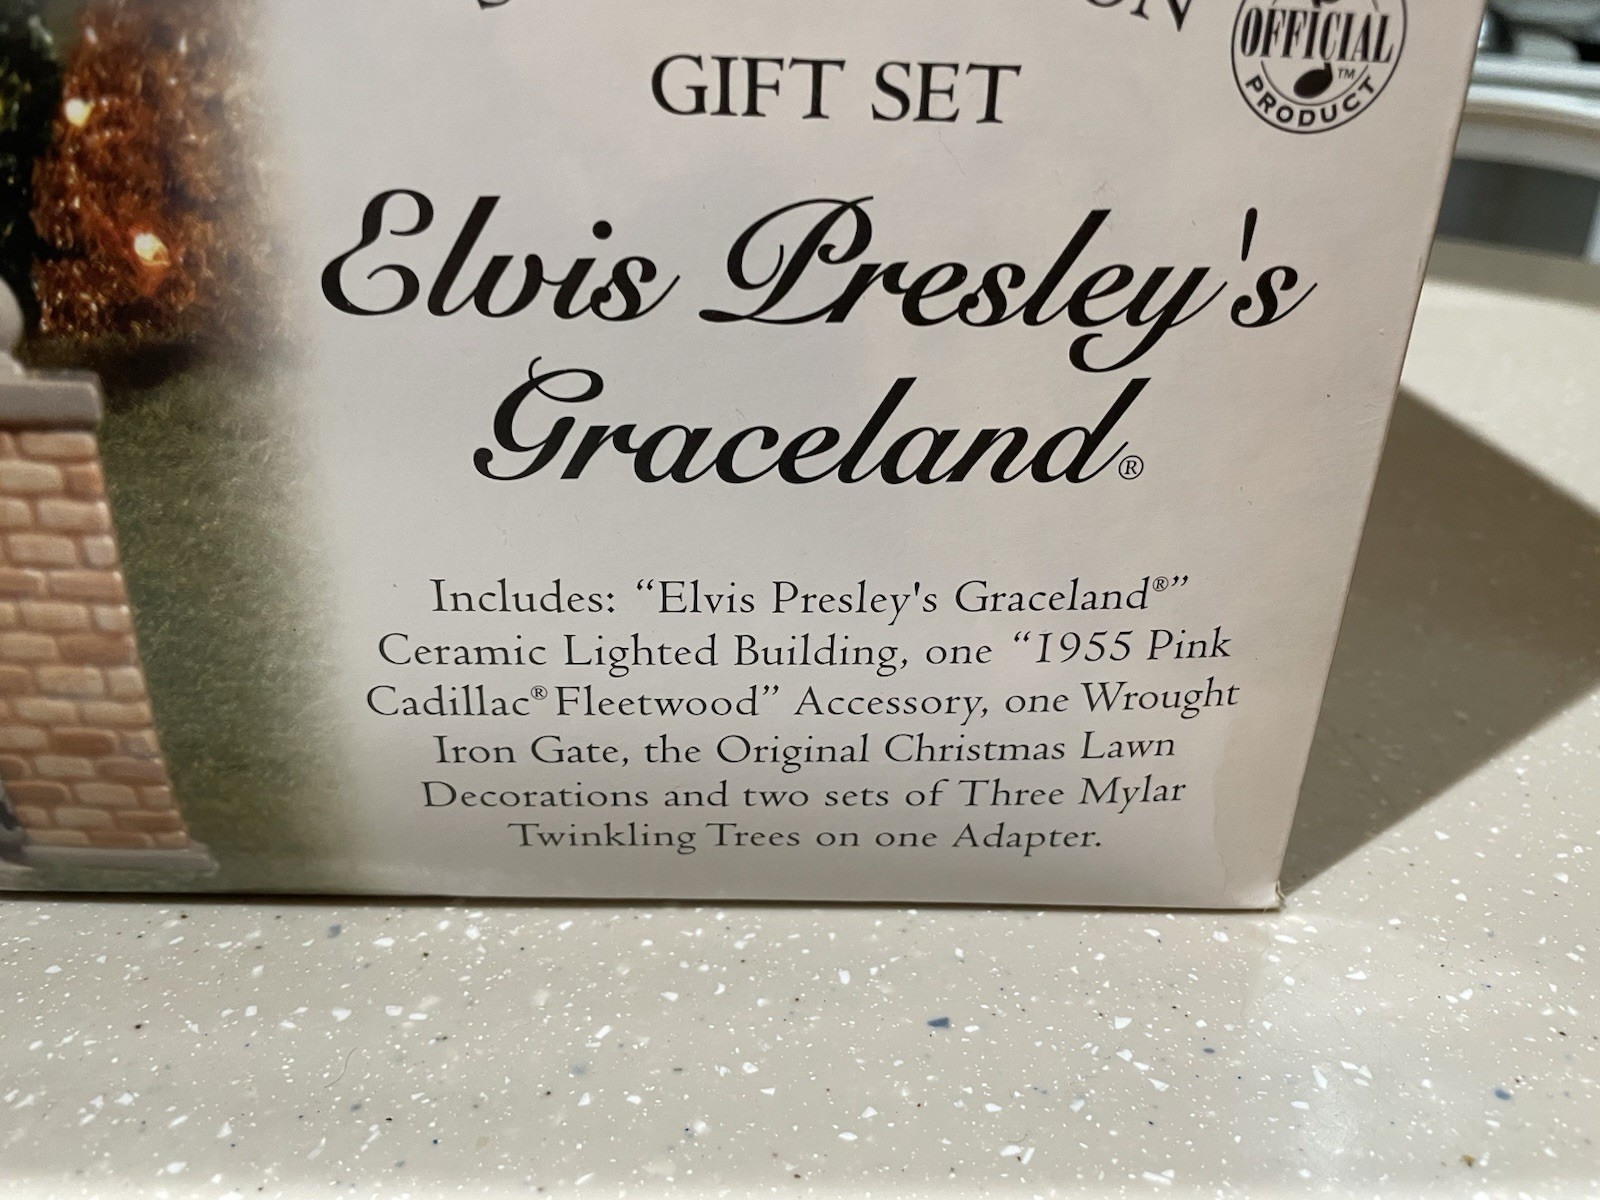 GIFT SET
OFFICIAL
TM
PRODUCT
Elvis Presley's
Graceland®
Includes: “Elvis Presley's Graceland®”
Ceramic Lighted Building, one “1955 Pink
Cadillac® Fleetwood” Accessory, one Wrought
Iron Gate, the Original Christmas Lawn
Decorations and two sets of Three Mylar
Twinkling Trees on one Adapter.